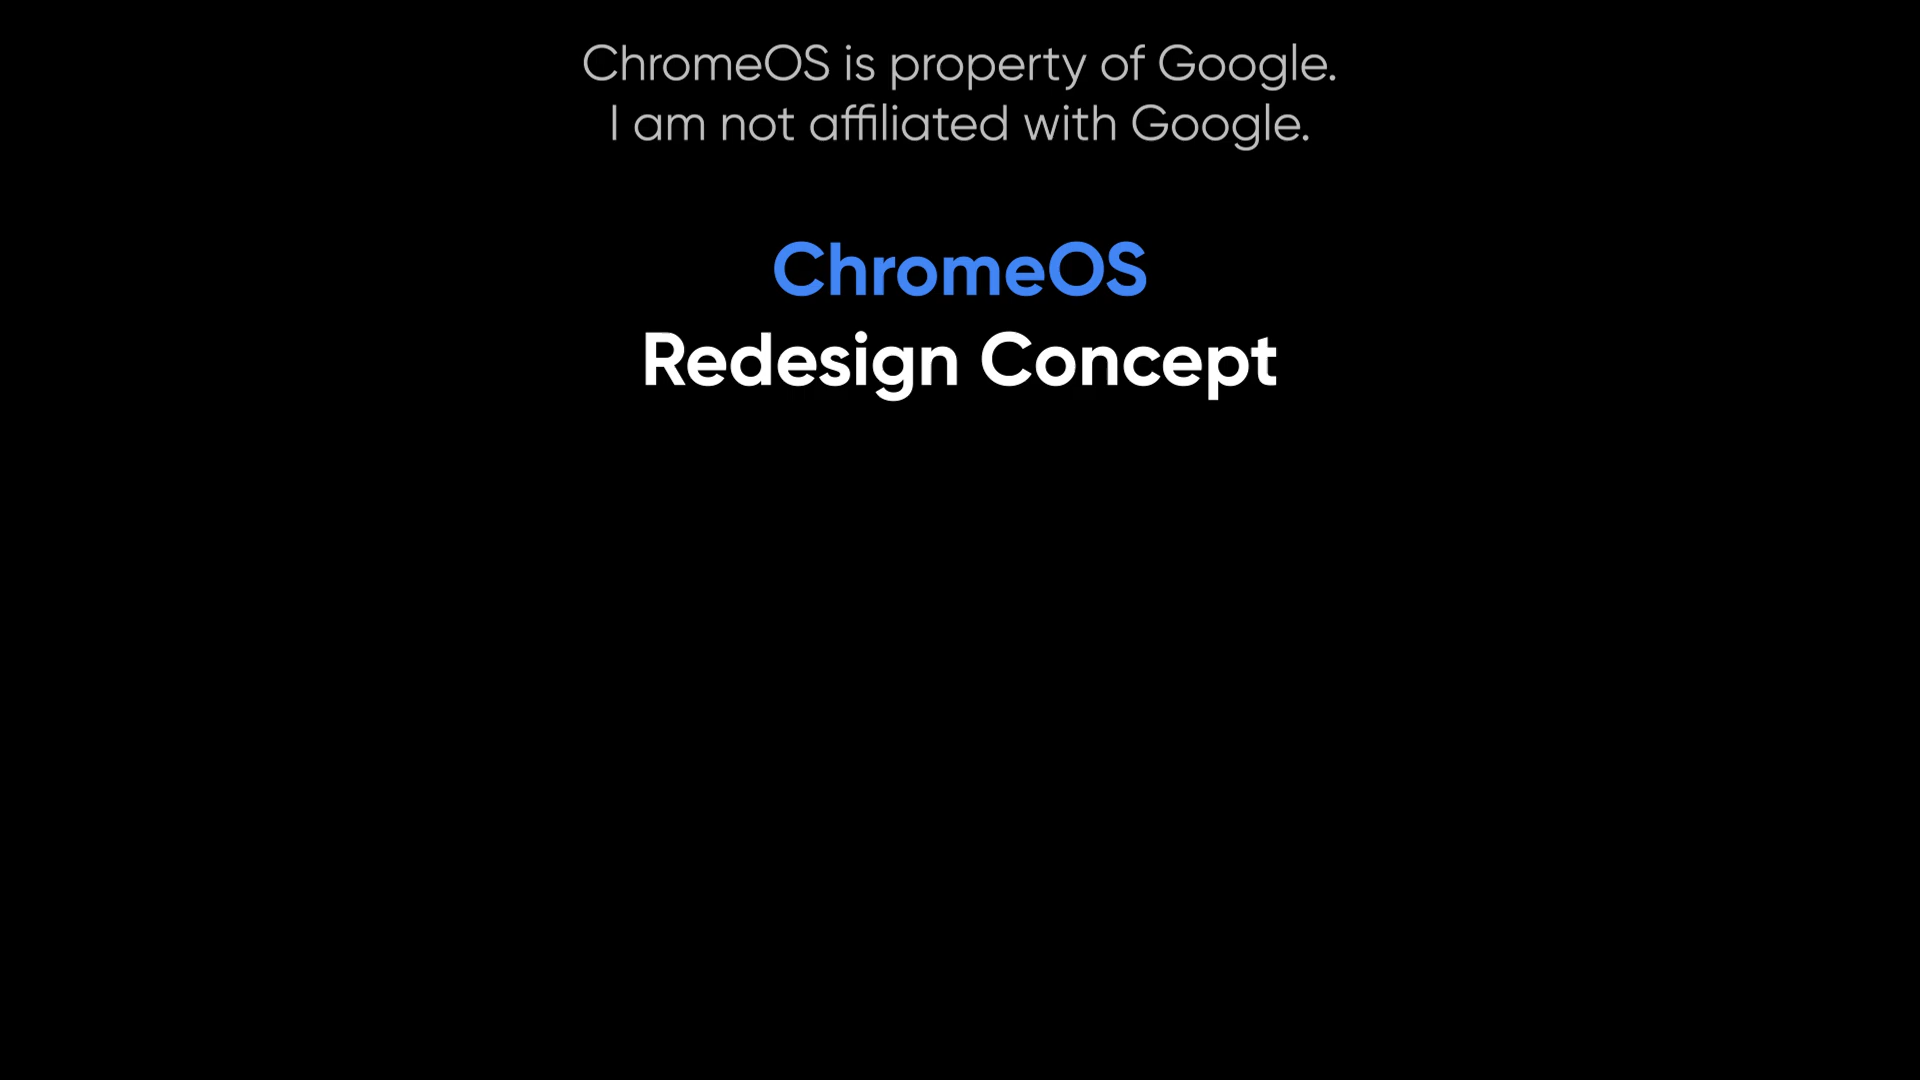 ChromeOS is property of Google.
I am not affiliated with Google.
ChromeOS
Redesign Concept